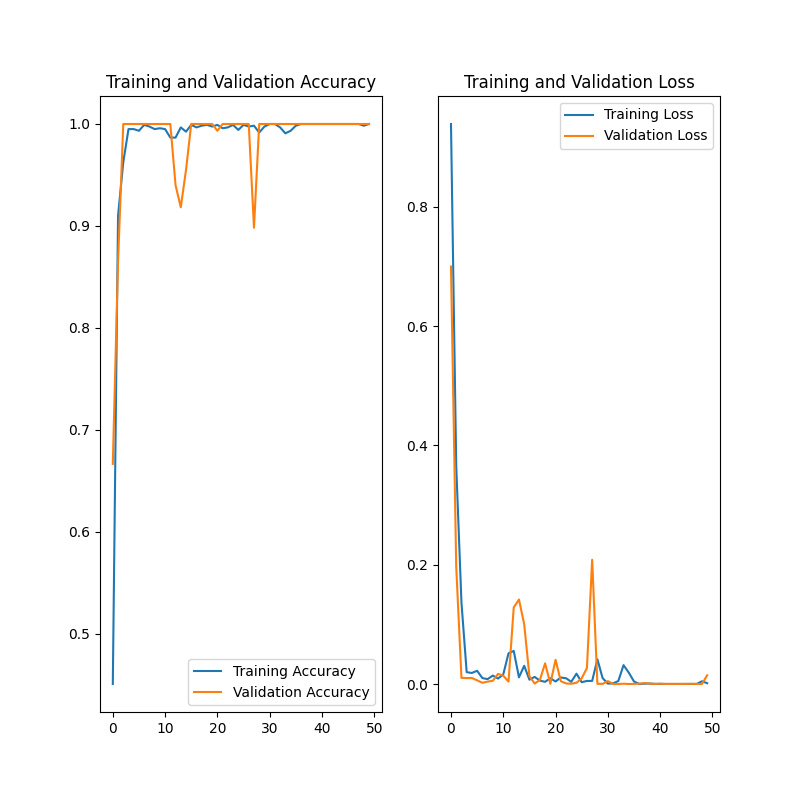 Training and Validation Accuracy
1.0
0.9
0.8
0.7
0.6
0.5
Training Accuracy
Validation Accuracy
0 10 20 30 40 50
Training and Validation Loss
Training Loss
Validation Loss
0.8
0.6
0.4
0.2
0.0
0 10 20 30 40 50